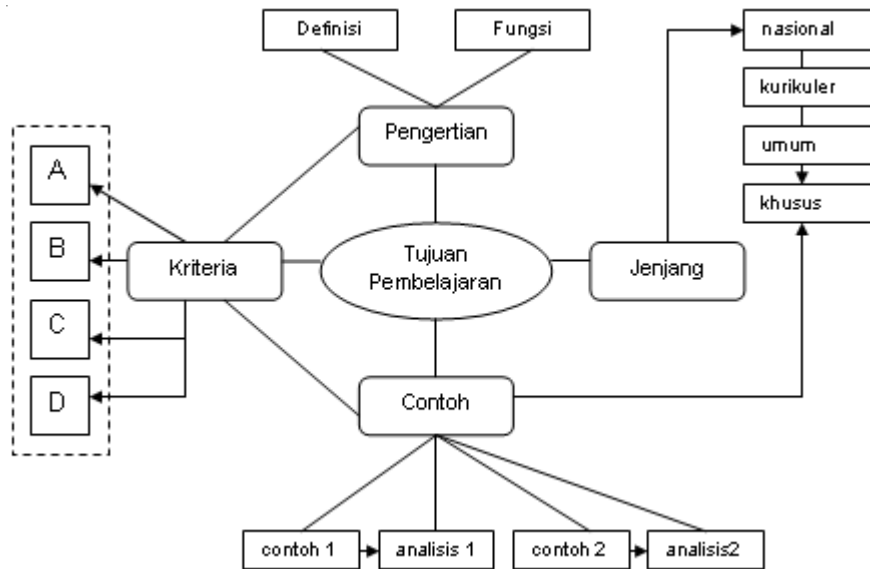 Definisi
Fungsi
nasional
kurikuler
umum
khusus
Pengertian
A
B
C
D
Kriteria
Tujuan
Pembelajaran
Jenjang
Contoh
contoh 1
analisis 1
contoh 2
analisis2